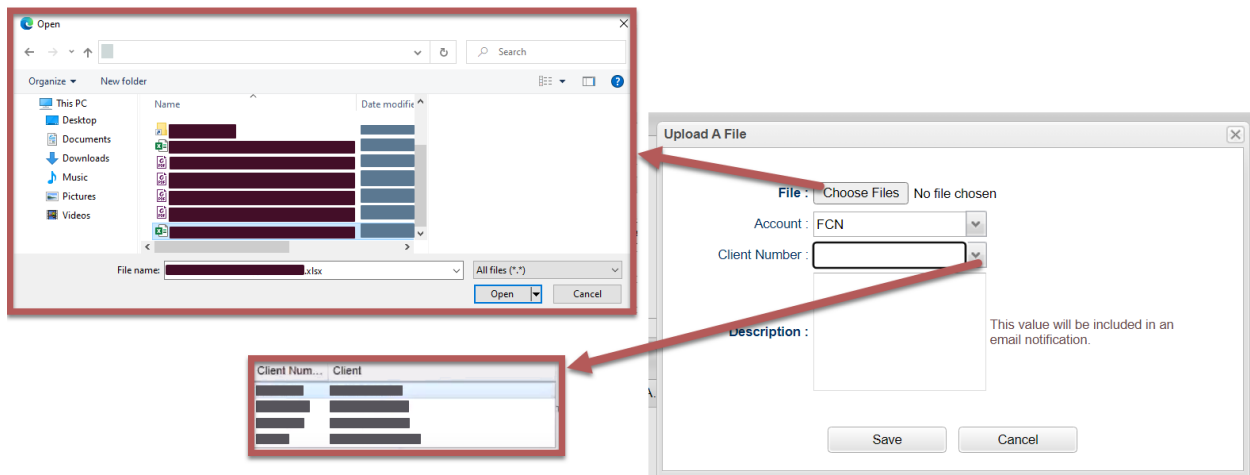 Open
Search
Organize
New folder
This PC
Desktop
Documents
Downloads
Music
Pictures
Videos
Name
Date modifie
File name:
.xlsx
All files (*.*)
Open
Cancel
Upload A File
File :
Choose Files
No file chosen
Account :
FCN
Client Number :
Description :
This value will be included in an
email notification.
Save
Cancel
Client Num...
Client